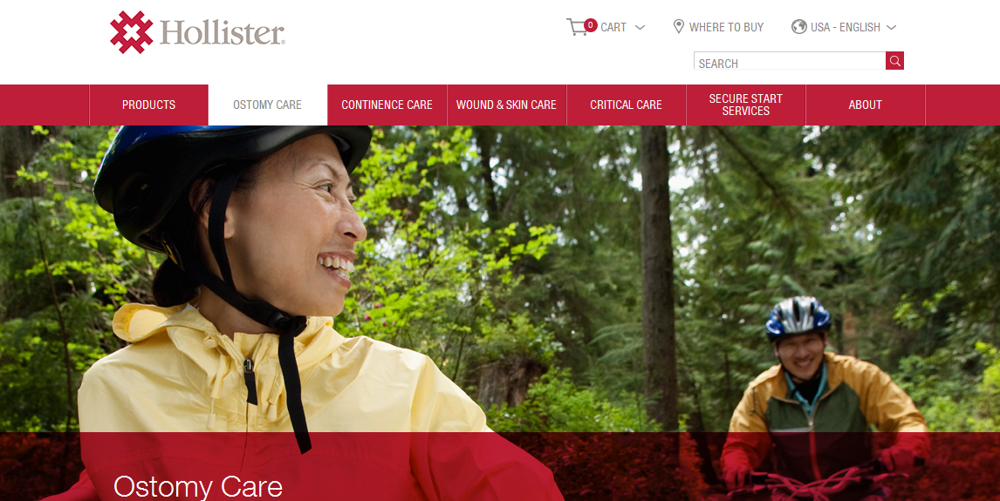 Hollister®
0 CART
WHERE TO BUY
USA - ENGLISH
SEARCH
PRODUCTS
OSTOMY CARE
CONTINENCE CARE
WOUND & SKIN CARE
CRITICAL CARE
SECURE START
SERVICES
ABOUT
Ostomy Care